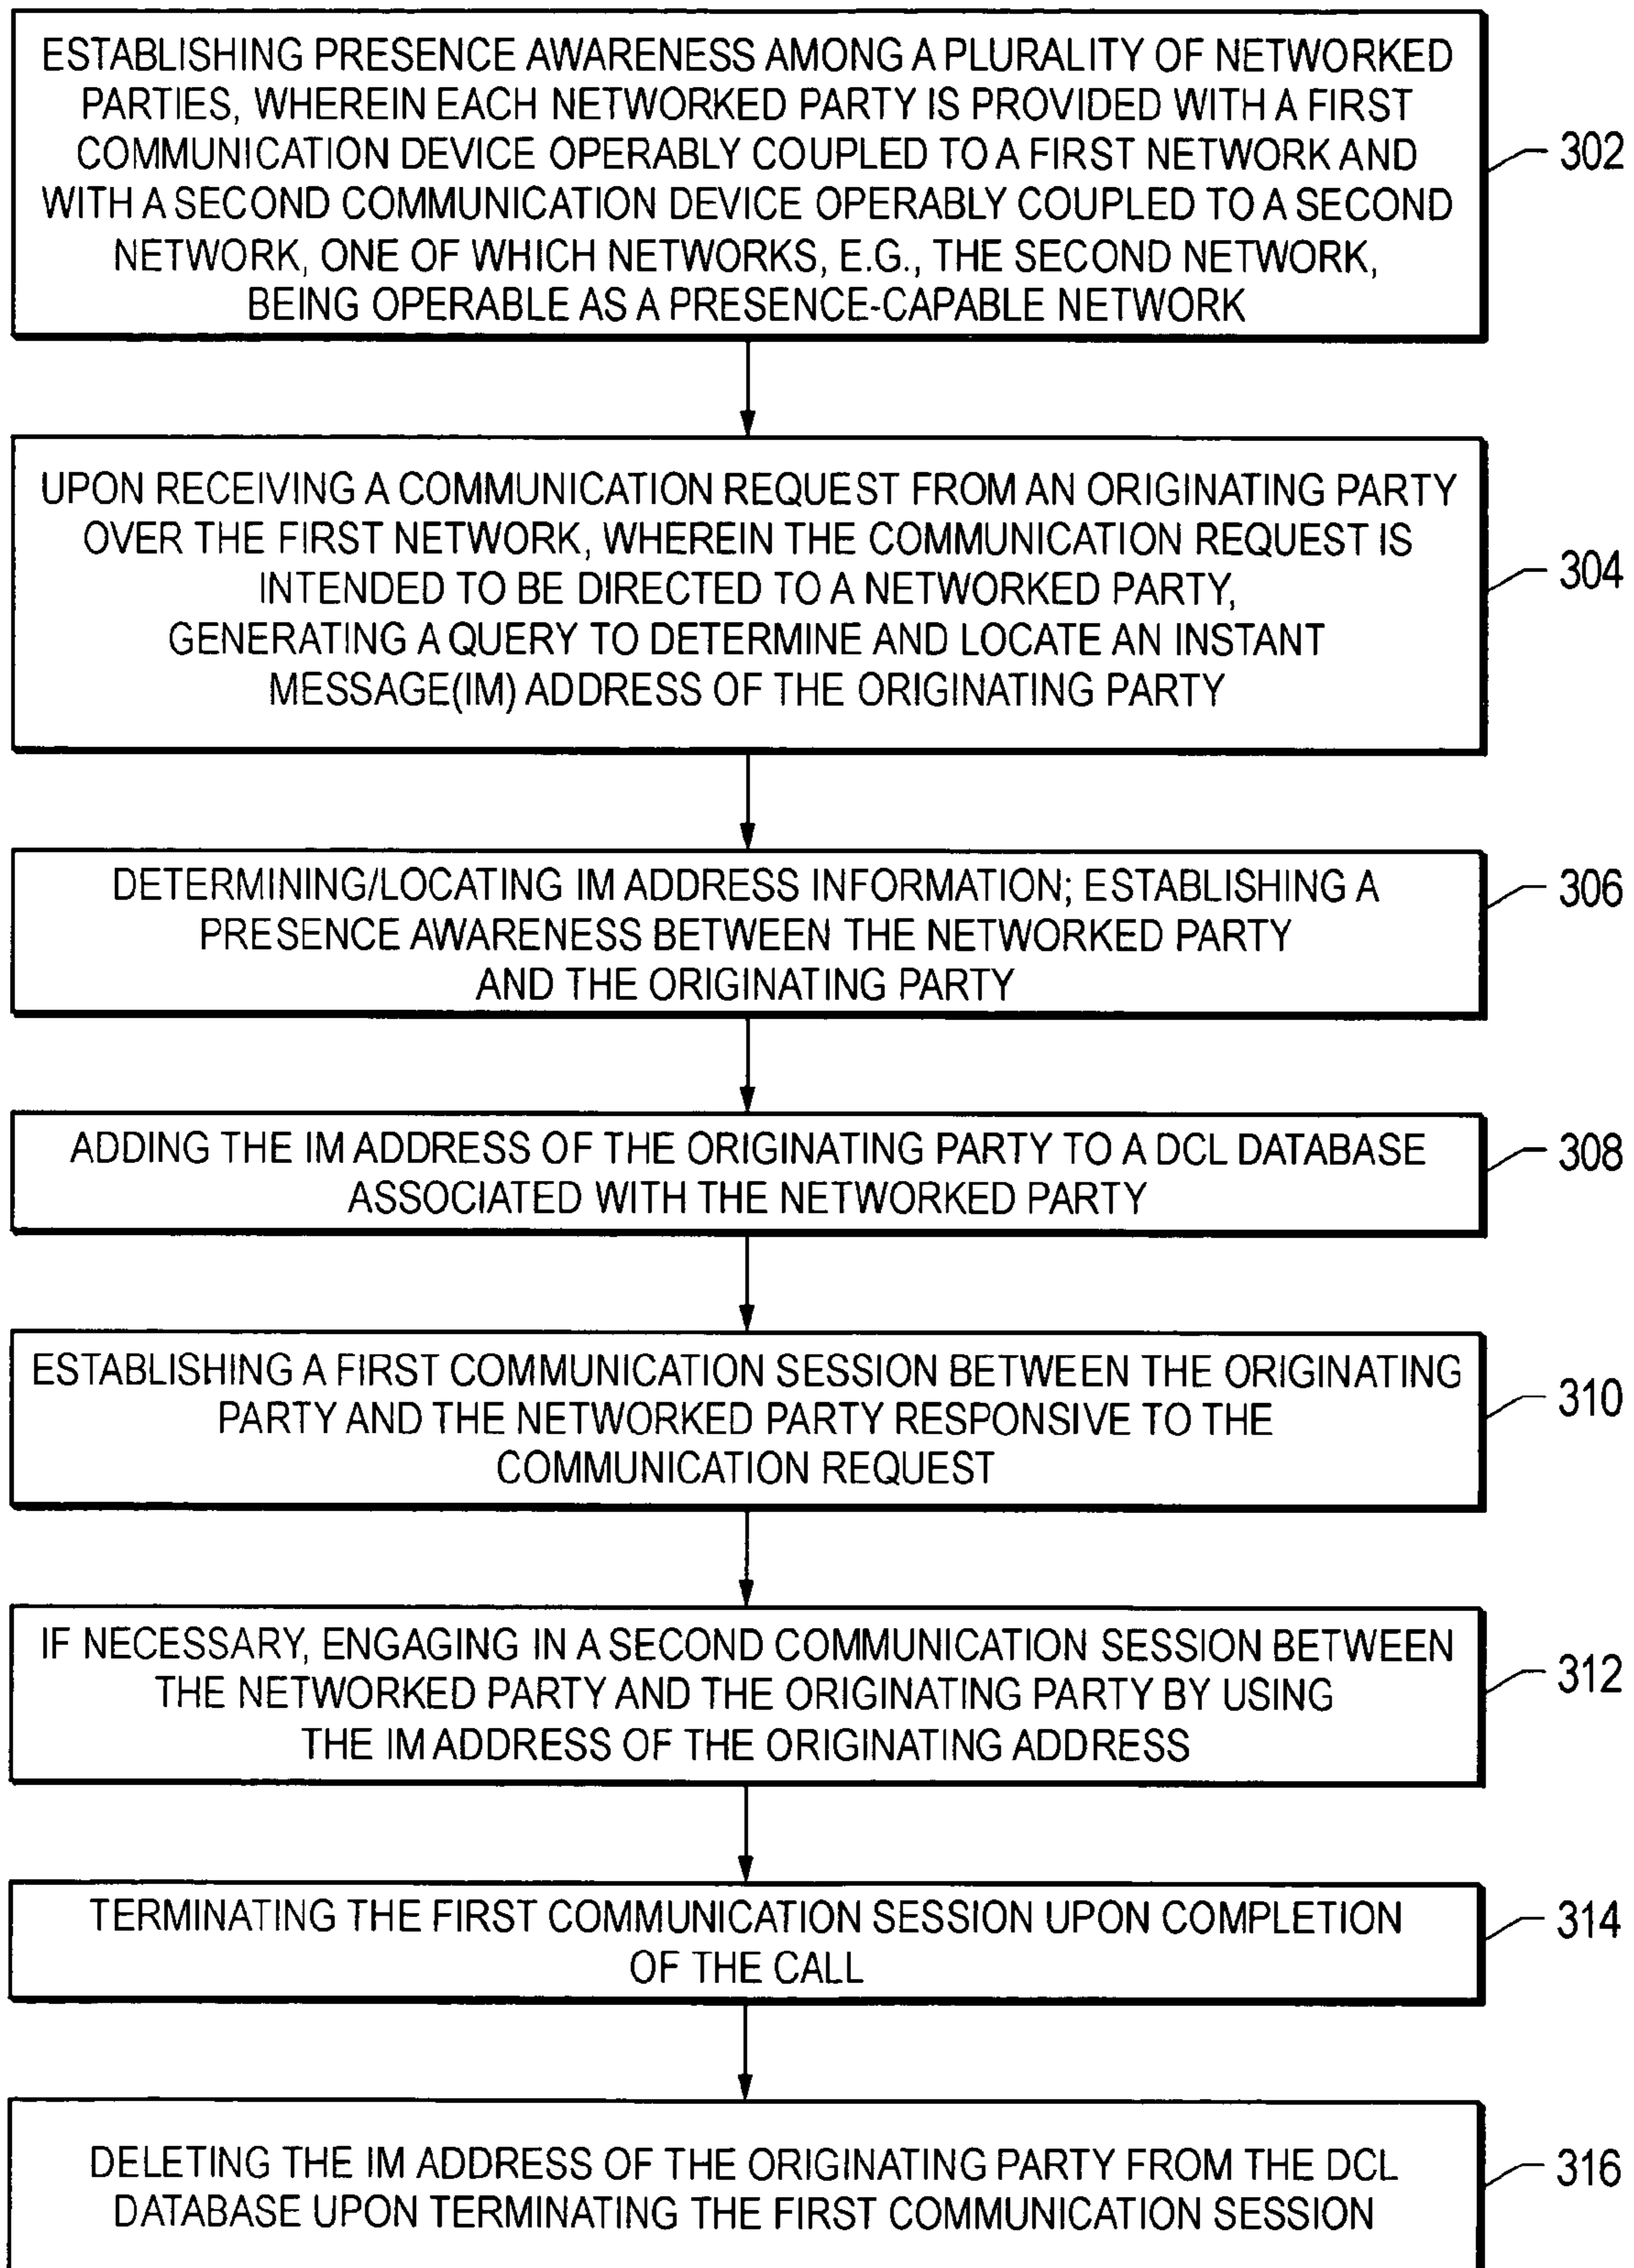 ESTABLISHING PRESENCE AWARENESS AMONG A PLURALITY OF NETWORKED
PARTIES, WHEREIN EACH NETWORKED PARTY IS PROVIDED WITH A FIRST
COMMUNICATION DEVICE OPERABLY COUPLED TO A FIRST NETWORK AND
WITH A SECOND COMMUNICATION DEVICE OPERABLY COUPLED TO A SECOND
NETWORK, ONE OF WHICH NETWORKS, E.G., THE SECOND NETWORK,
BEING OPERABLE AS A PRESENCE-CAPABLE NETWORK
302
UPON RECEIVING A COMMUNICATION REQUEST FROM AN ORIGINATING PARTY
OVER THE FIRST NETWORK, WHEREIN THE COMMUNICATION REQUEST IS
INTENDED TO BE DIRECTED TO A NETWORKED PARTY,
GENERATING A QUERY TO DETERMINE AND LOCATE AN INSTANT
MESSAGE(IM) ADDRESS OF THE ORIGINATING PARTY
304
DETERMINING/LOCATING IM ADDRESS INFORMATION; ESTABLISHING A
PRESENCE AWARENESS BETWEEN THE NETWORKED PARTY
AND THE ORIGINATING PARTY
306
ADDING THE IM ADDRESS OF THE ORIGINATING PARTY TO A DCL DATABASE
ASSOCIATED WITH THE NETWORKED PARTY
308
ESTABLISHING A FIRST COMMUNICATION SESSION BETWEEN THE ORIGINATING
PARTY AND THE NETWORKED PARTY RESPONSIVE TO THE
COMMUNICATION REQUEST
310
IF NECESSARY, ENGAGING IN A SECOND COMMUNICATION SESSION BETWEEN
THE NETWORKED PARTY AND THE ORIGINATING PARTY BY USING
THE IM ADDRESS OF THE ORIGINATING ADDRESS
312
TERMINATING THE FIRST COMMUNICATION SESSION UPON COMPLETION
OF THE CALL
314
DELETING THE IM ADDRESS OF THE ORIGINATING PARTY FROM THE DCL
DATABASE UPON TERMINATING THE FIRST COMMUNICATION SESSION
316